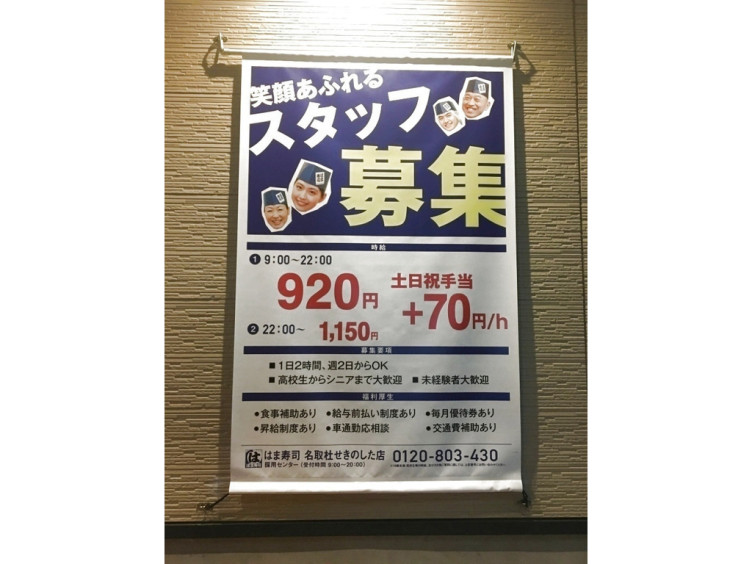 笑顔あふれる
スタッフ
募集
時給
❶ 9:00〜22:00
920円
土日祝手当
+70円/h
❷ 22:00〜 1,150円
募集要項
■ 1日2時間、週2日からOK
■ 高校生からシニアまで大歓迎 ■ 未経験者大歓迎
福利厚生
●食事補助あり ●給与前払い制度あり ●毎月優待券あり
●昇給制度あり ●車通勤応相談 ●交通費補助あり
は はま寿司 名取杜せきのした店 0120-803-430
採用センター(受付時間 9:00〜20:00)